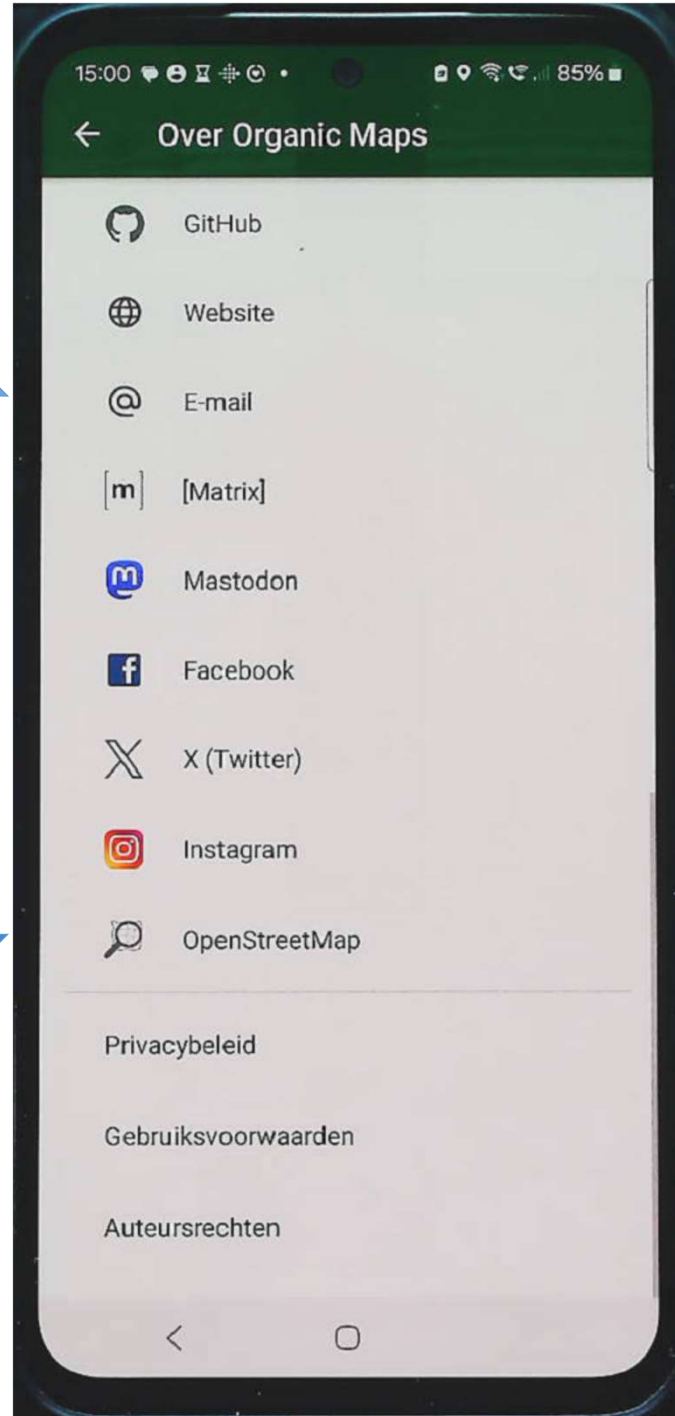 15:00 85%
Over Organic Maps
GitHub
Website
E-mail
[m] [Matrix]
Mastodon
Facebook
X (Twitter)
Instagram
OpenStreetMap
Privacybeleid
Gebruiksvoorwaarden
Auteursrechten